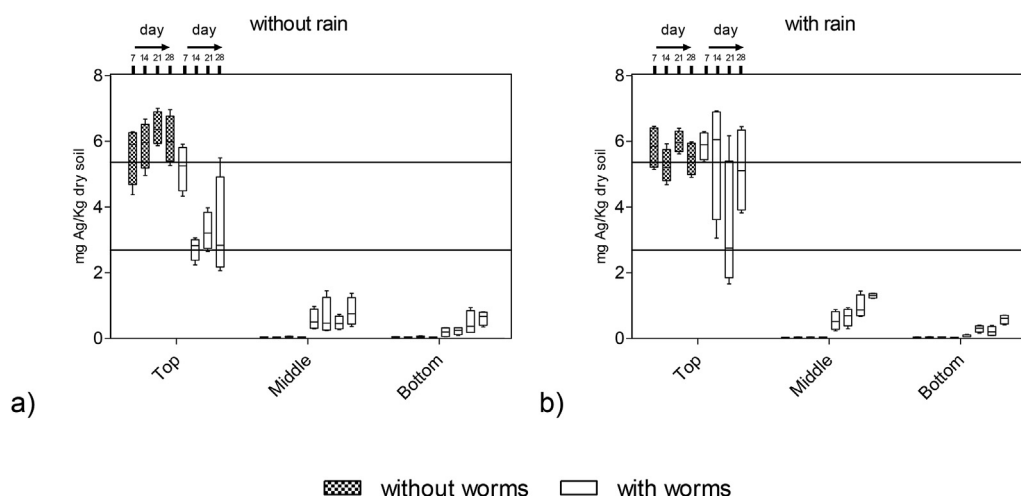 without rain
day day
7 14 21 28 7 14 21 28
mg Ag/Kg dry soil
8
6
4
2
0
Top Middle Bottom
a)
with rain
day day
7 14 21 28 7 14 21 28
mg Ag/Kg dry soil
8
6
4
2
0
Top Middle Bottom
b)
without worms with worms